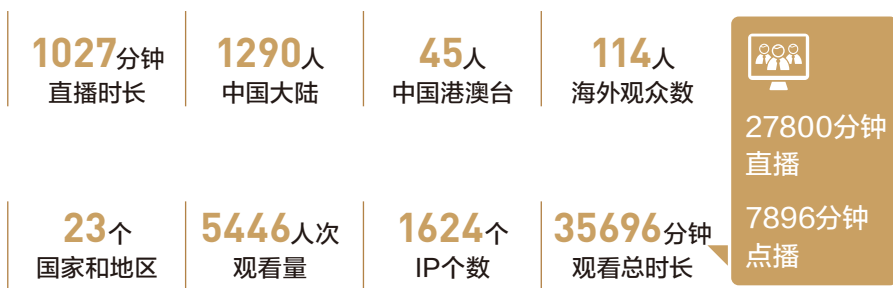 1027分钟
直播时长
1290人
中国大陆
45人
中国港澳台
114人
海外观众数
23个
国家和地区
5446人次
观看量
1624个
IP个数
35696分钟
观看总时长
27800分钟
直播
7896分钟
点播